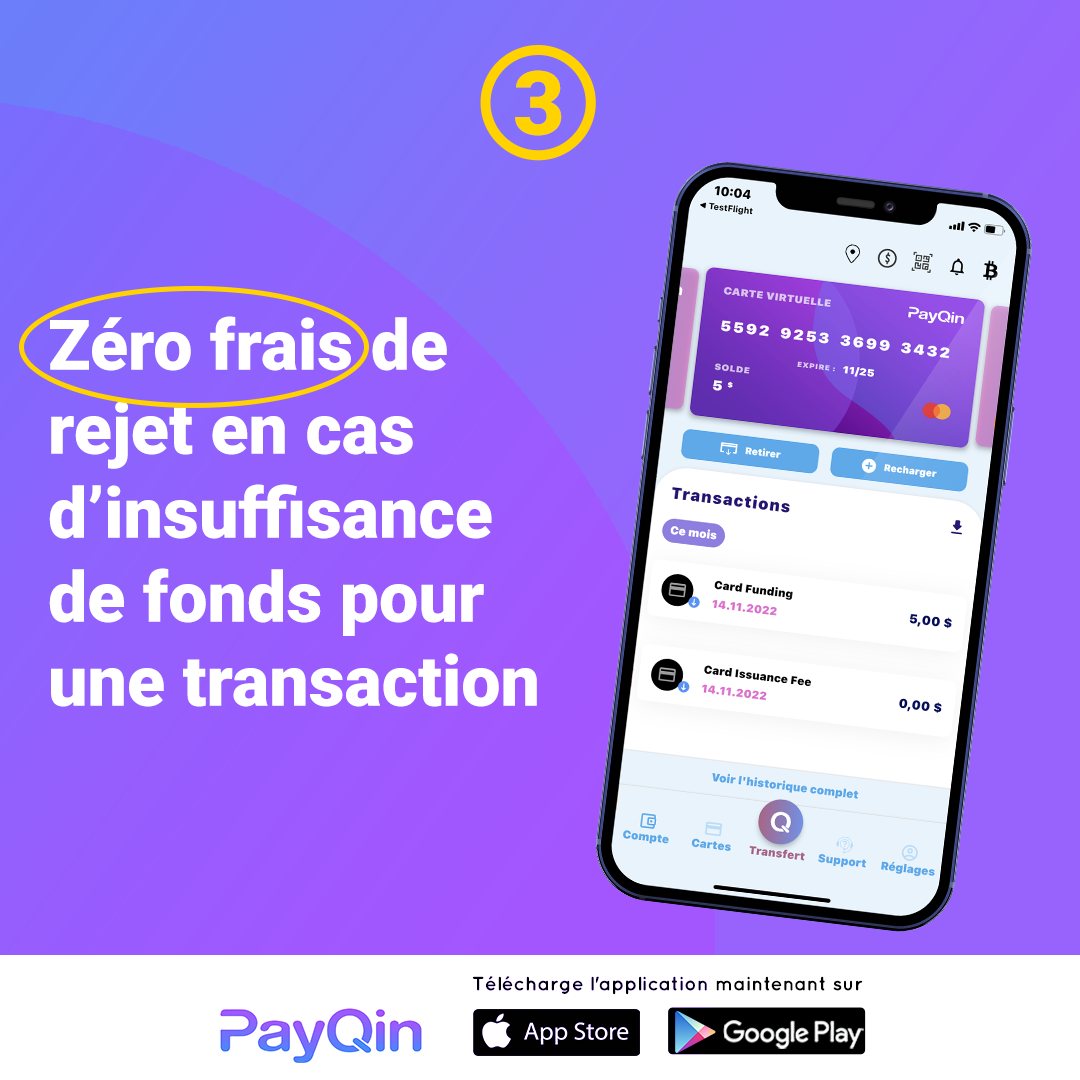 3
Zéro frais de
rejet en cas
d’insuffisance
de fonds pour
une transaction
10:04
◀ TestFlight
CARTE VIRTUELLE
PayQin
5592 9253 3699 3432
EXPIRE : 11/25
SOLDE
5 $
Retirer
Recharger
Transactions
Ce mois
Card Funding
14.11.2022
5,00 $
Card Issuance Fee
14.11.2022
0,00 $
Voir l'historique complet
Compte
Cartes
Transfert
Support
Réglages
Télécharge l'application maintenant sur
PayQin
App Store
Google Play